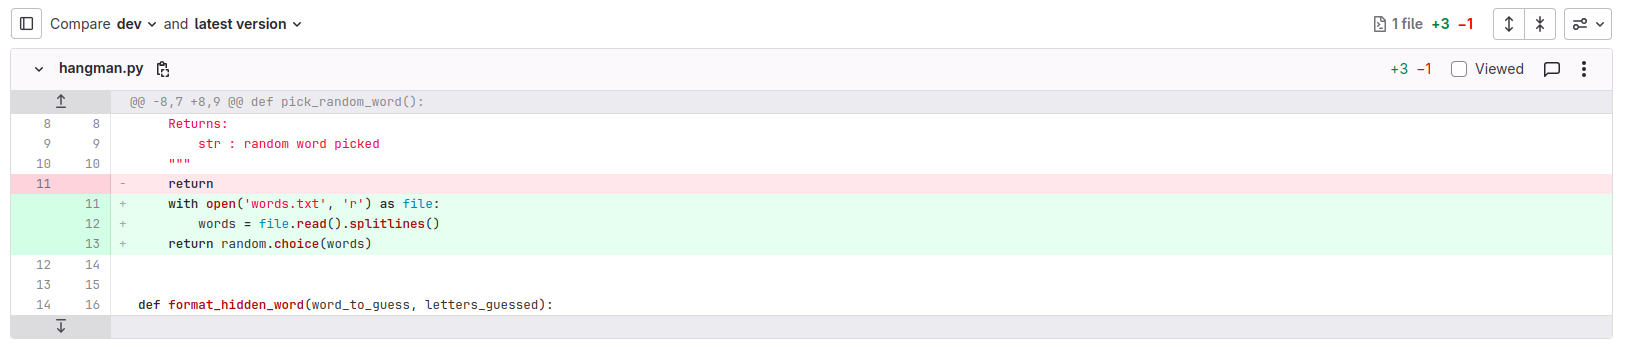 Compare dev and latest version 1 file +3 −1
hangman.py +3 −1 Viewed
@@ -8,7 +8,9 @@ def pick_random_word():
8 8 Returns:
9 9 str : random word picked
10 10 """
11 - return
11 + with open('words.txt', 'r') as file:
12 + words = file.read().splitlines()
13 + return random.choice(words)
12 14
13 15
14 16 def format_hidden_word(word_to_guess, letters_guessed):